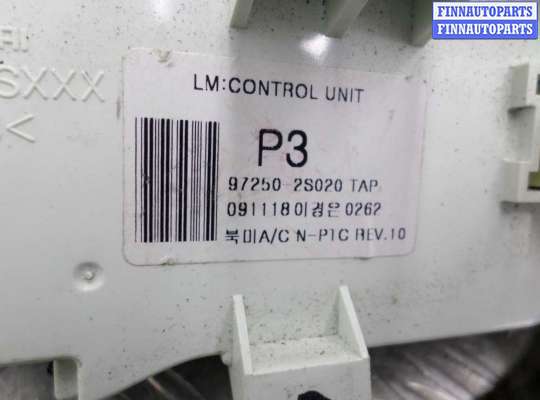 FINNAUTOPARTS
FINNAUTOPARTS
SXXX
<
LM:CONTROL UNIT
P3
97250-2S020 TAP
091118이경은0262
북미A/C N-PTC REV.10